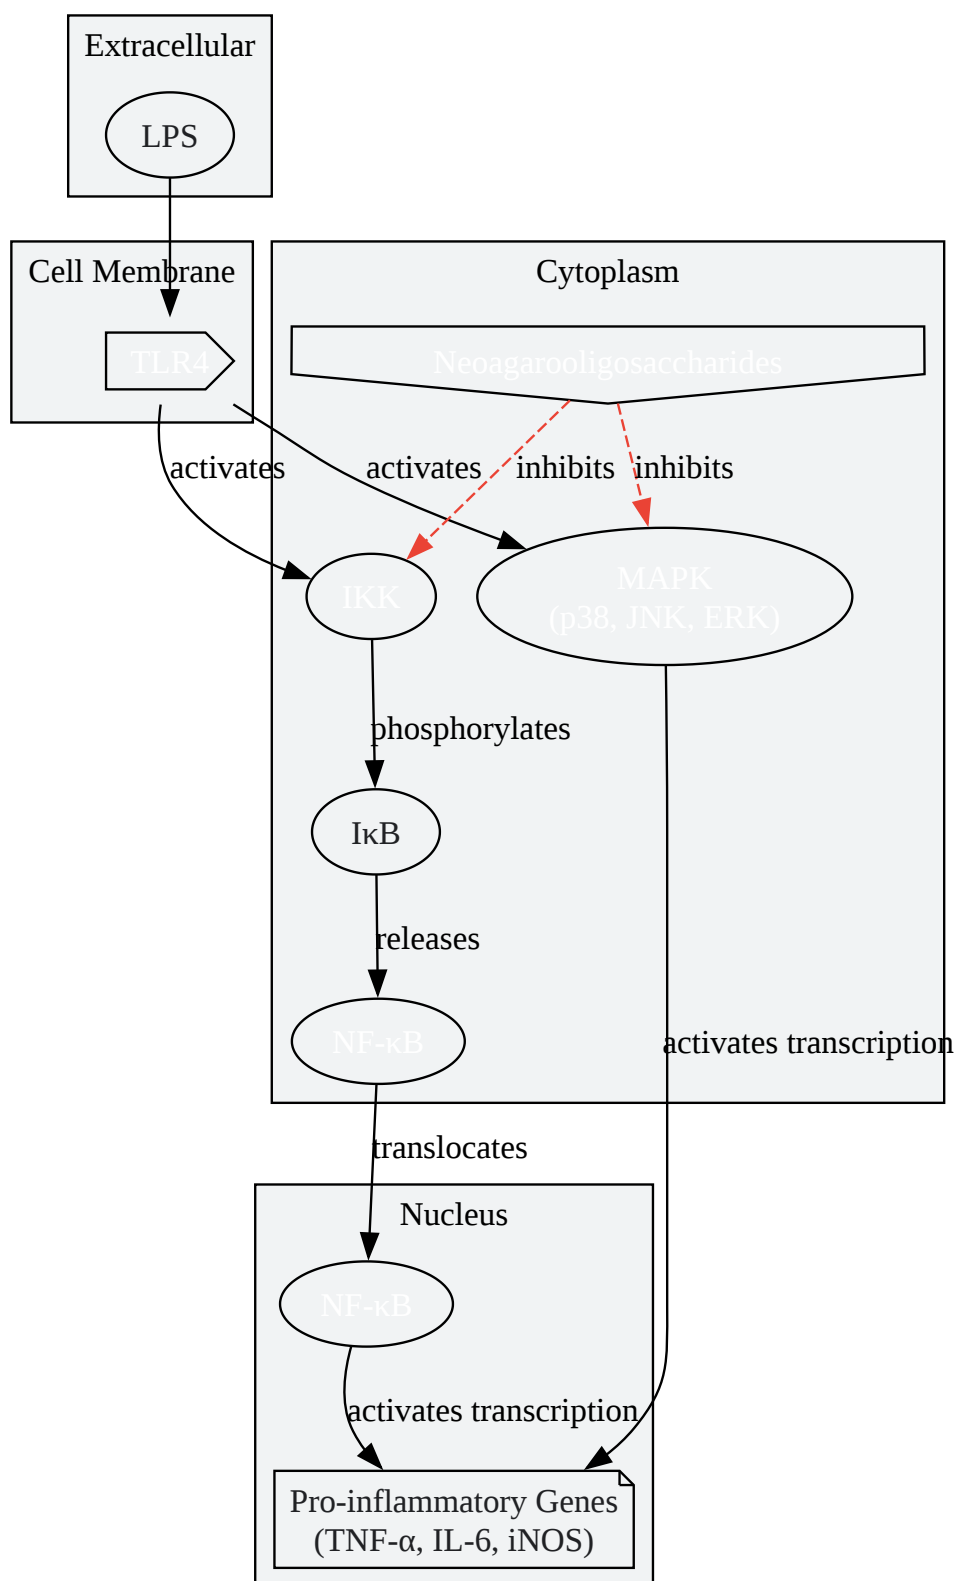 Extracellular
LPS
Cell Membrane
Cytoplasm
TLR4
Neoagarooligosaccharides
activates
activates
inhibits
inhibits
IKK
MAPK
(p38, JNK, ERK)
phosphorylates
IκB
releases
NF-κB
activates transcription
translocates
Nucleus
NF-κB
activates transcription
Pro-inflammatory Genes
(TNF-α, IL-6, iNOS)